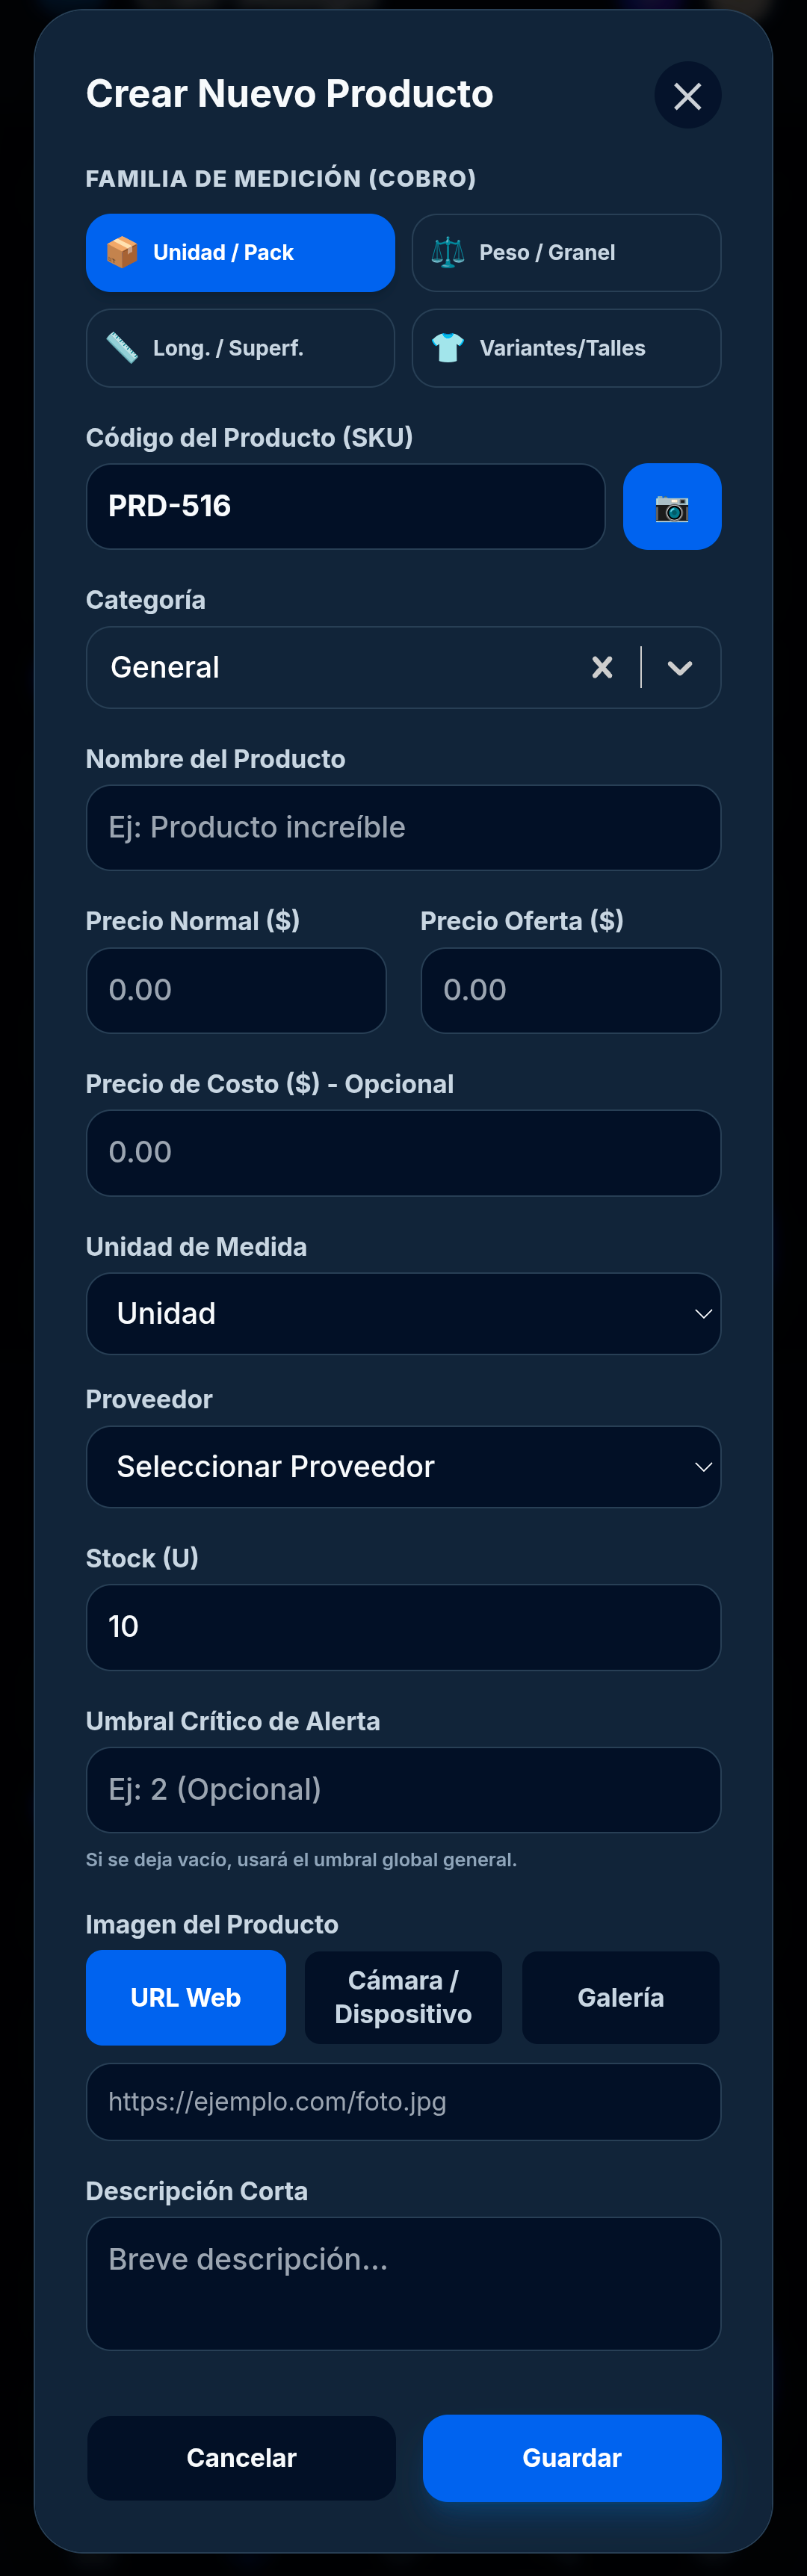 Crear Nuevo Producto
FAMILIA DE MEDICIÓN (COBRO)
Unidad / Pack
Peso / Granel
Long. / Superf.
Variantes/Talles
Código del Producto (SKU)
PRD-516
Categoría
General
Nombre del Producto
Ej: Producto increíble
Precio Normal ($)
Precio Oferta ($)
0.00
0.00
Precio de Costo ($) - Opcional
0.00
Unidad de Medida
Unidad
Proveedor
Seleccionar Proveedor
Stock (U)
10
Umbral Crítico de Alerta
Ej: 2 (Opcional)
Si se deja vacío, usará el umbral global general.
Imagen del Producto
URL Web
Cámara /
Dispositivo
Galería
https://ejemplo.com/foto.jpg
Descripción Corta
Breve descripción...
Cancelar
Guardar